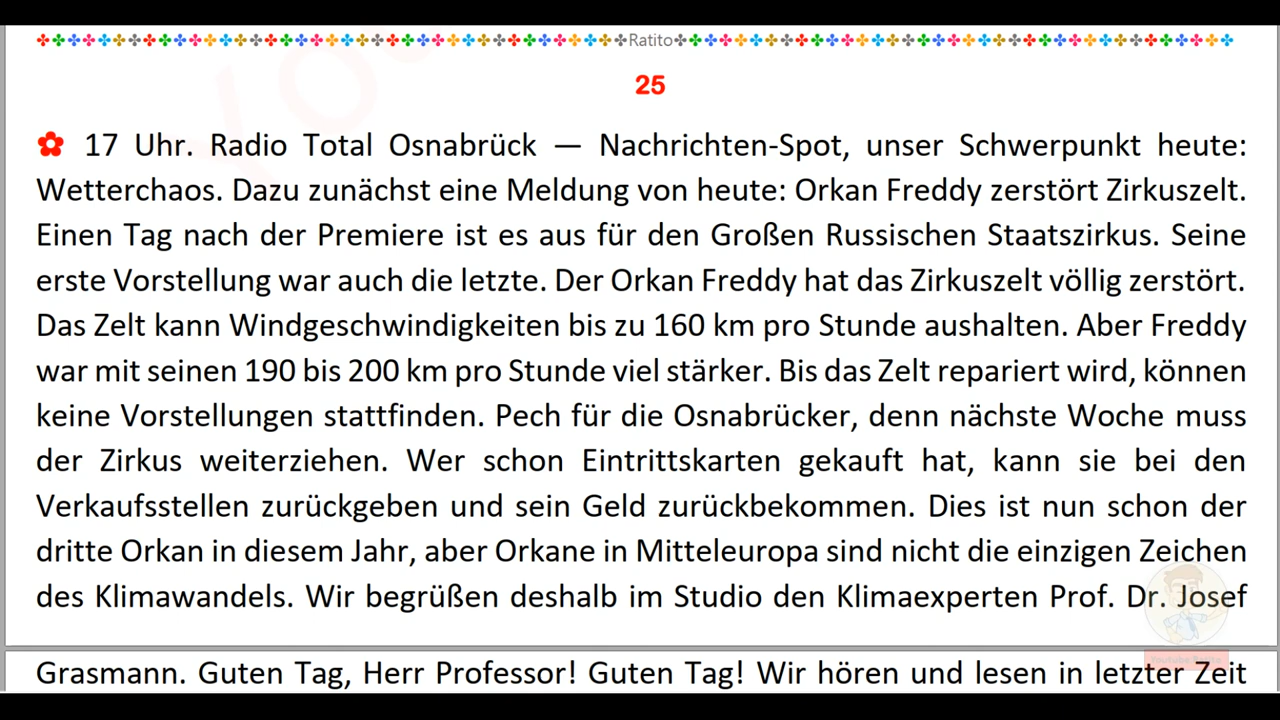 Ratito
25
17 Uhr. Radio Total Osnabrück — Nachrichten-Spot, unser Schwerpunkt heute:
Wetterchaos. Dazu zunächst eine Meldung von heute: Orkan Freddy zerstört Zirkuszelt.
Einen Tag nach der Premiere ist es aus für den Großen Russischen Staatszirkus. Seine
erste Vorstellung war auch die letzte. Der Orkan Freddy hat das Zirkuszelt völlig zerstört.
Das Zelt kann Windgeschwindigkeiten bis zu 160 km pro Stunde aushalten. Aber Freddy
war mit seinen 190 bis 200 km pro Stunde viel stärker. Bis das Zelt repariert wird, können
keine Vorstellungen stattfinden. Pech für die Osnabrücker, denn nächste Woche muss
der Zirkus weiterziehen. Wer schon Eintrittskarten gekauft hat, kann sie bei den
Verkaufsstellen zurückgeben und sein Geld zurückbekommen. Dies ist nun schon der
dritte Orkan in diesem Jahr, aber Orkane in Mitteleuropa sind nicht die einzigen Zeichen
des Klimawandels. Wir begrüßen deshalb im Studio den Klimaexperten Prof. Dr. Josef
Grasmann. Guten Tag, Herr Professor! Guten Tag! Wir hören und lesen in letzter Zeit